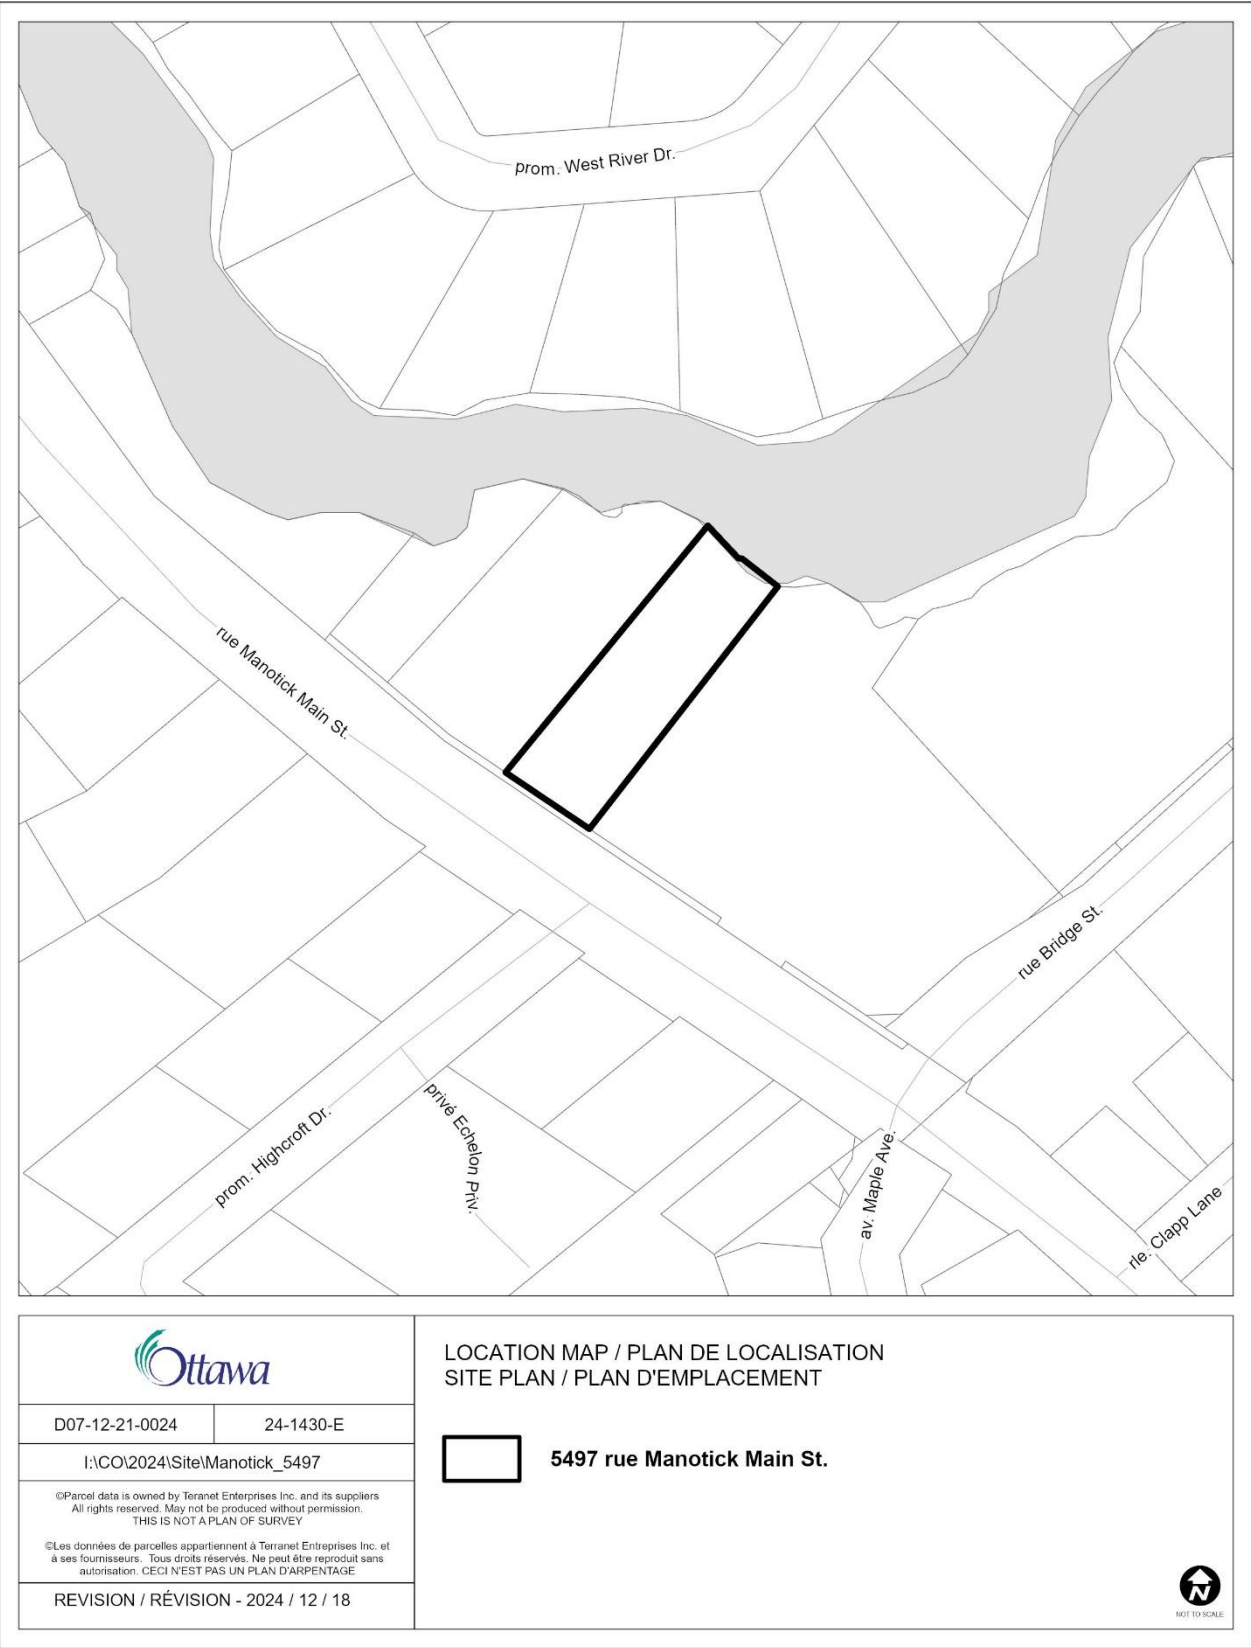 prom. West River Dr.
rue Manotick Main St.
rue Bridge St.
prom. Highcroft Dr.
privé Echelon Priv.
av. Maple Ave.
rle. Clapp Lane
Ottawa
D07-12-21-0024
24-1430-E
I:\CO\2024\Site\Manotick_5497
©Parcel data is owned by Teranet Enterprises Inc. and its suppliers
All rights reserved. May not be produced without permission.
THIS IS NOT A PLAN OF SURVEY
©Les données de parcelles appartiennent à Terranet Entreprises Inc. et
à ses fournisseurs. Tous droits réservés. Ne peut être reproduit sans
autorisation. CECI N'EST PAS UN PLAN D'ARPENTAGE
REVISION / RÉVISION - 2024 / 12 / 18
LOCATION MAP / PLAN DE LOCALISATION
SITE PLAN / PLAN D'EMPLACEMENT
5497 rue Manotick Main St.
N
NOT TO SCALE